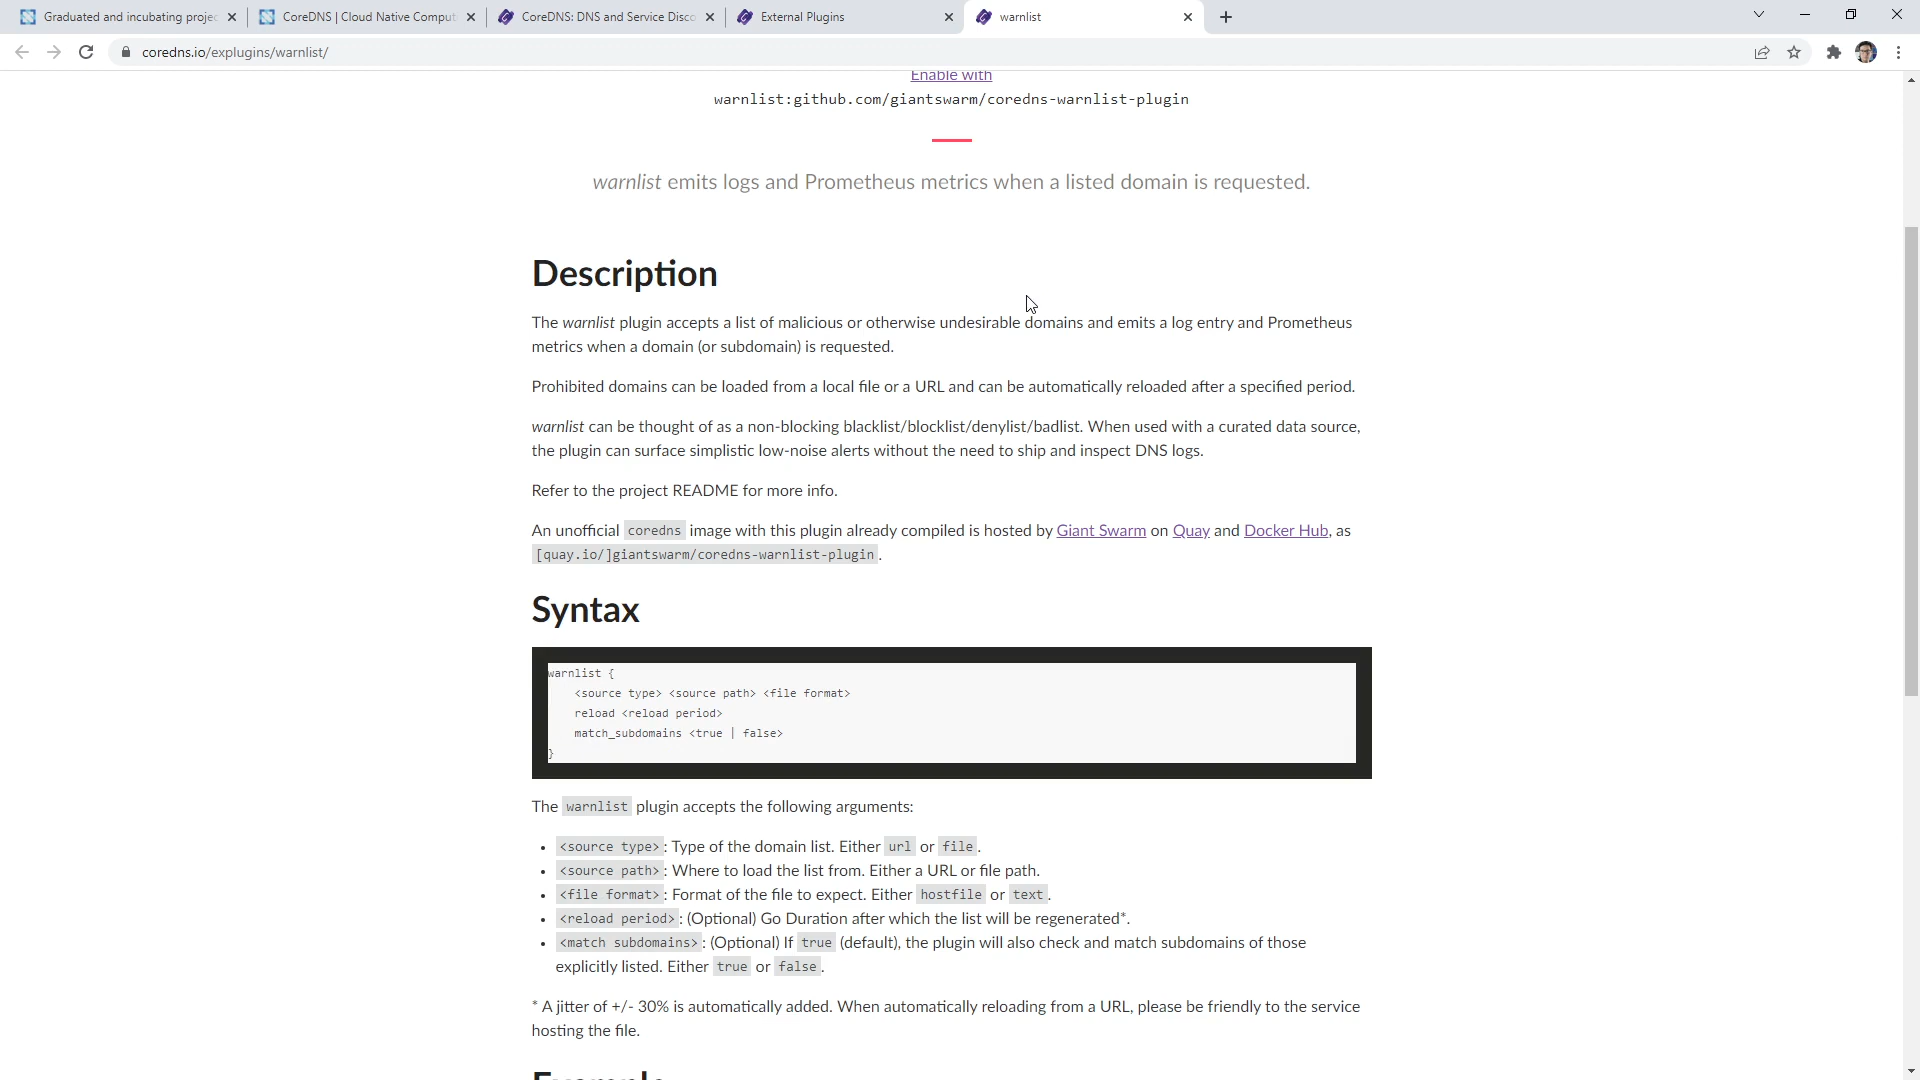 Graduated and incubating projec
CoreDNS | Cloud Native Comput
CoreDNS: DNS and Service Disco
External Plugins
warnlist
coredns.io/explugins/warnlist/
Enable with
warnlist:github.com/giantswarm/coredns-warnlist-plugin
warnlist emits logs and Prometheus metrics when a listed domain is requested.
Description
The warnlist plugin accepts a list of malicious or otherwise undesirable domains and emits a log entry and Prometheus
metrics when a domain (or subdomain) is requested.
Prohibited domains can be loaded from a local file or a URL and can be automatically reloaded after a specified period.
warnlist can be thought of as a non-blocking blacklist/blocklist/denylist/badlist. When used with a curated data source,
the plugin can surface simplistic low-noise alerts without the need to ship and inspect DNS logs.
Refer to the project README for more info.
An unofficial coredns image with this plugin already compiled is hosted by Giant Swarm on Quay and Docker Hub, as
[quay.io/]giantswarm/coredns-warnlist-plugin.
Syntax
warnlist {
<source type> <source path> <file format>
reload <reload period>
match_subdomains <true | false>
}
The warnlist plugin accepts the following arguments:
• <source type>: Type of the domain list. Either url or file.
• <source path>: Where to load the list from. Either a URL or file path.
• <file format>: Format of the file to expect. Either hostfile or text.
• <reload period>: (Optional) Go Duration after which the list will be regenerated*.
• <match subdomains>: (Optional) If true (default), the plugin will also check and match subdomains of those
explicitly listed. Either true or false.
* A jitter of +/- 30% is automatically added. When automatically reloading from a URL, please be friendly to the service
hosting the file.
Example